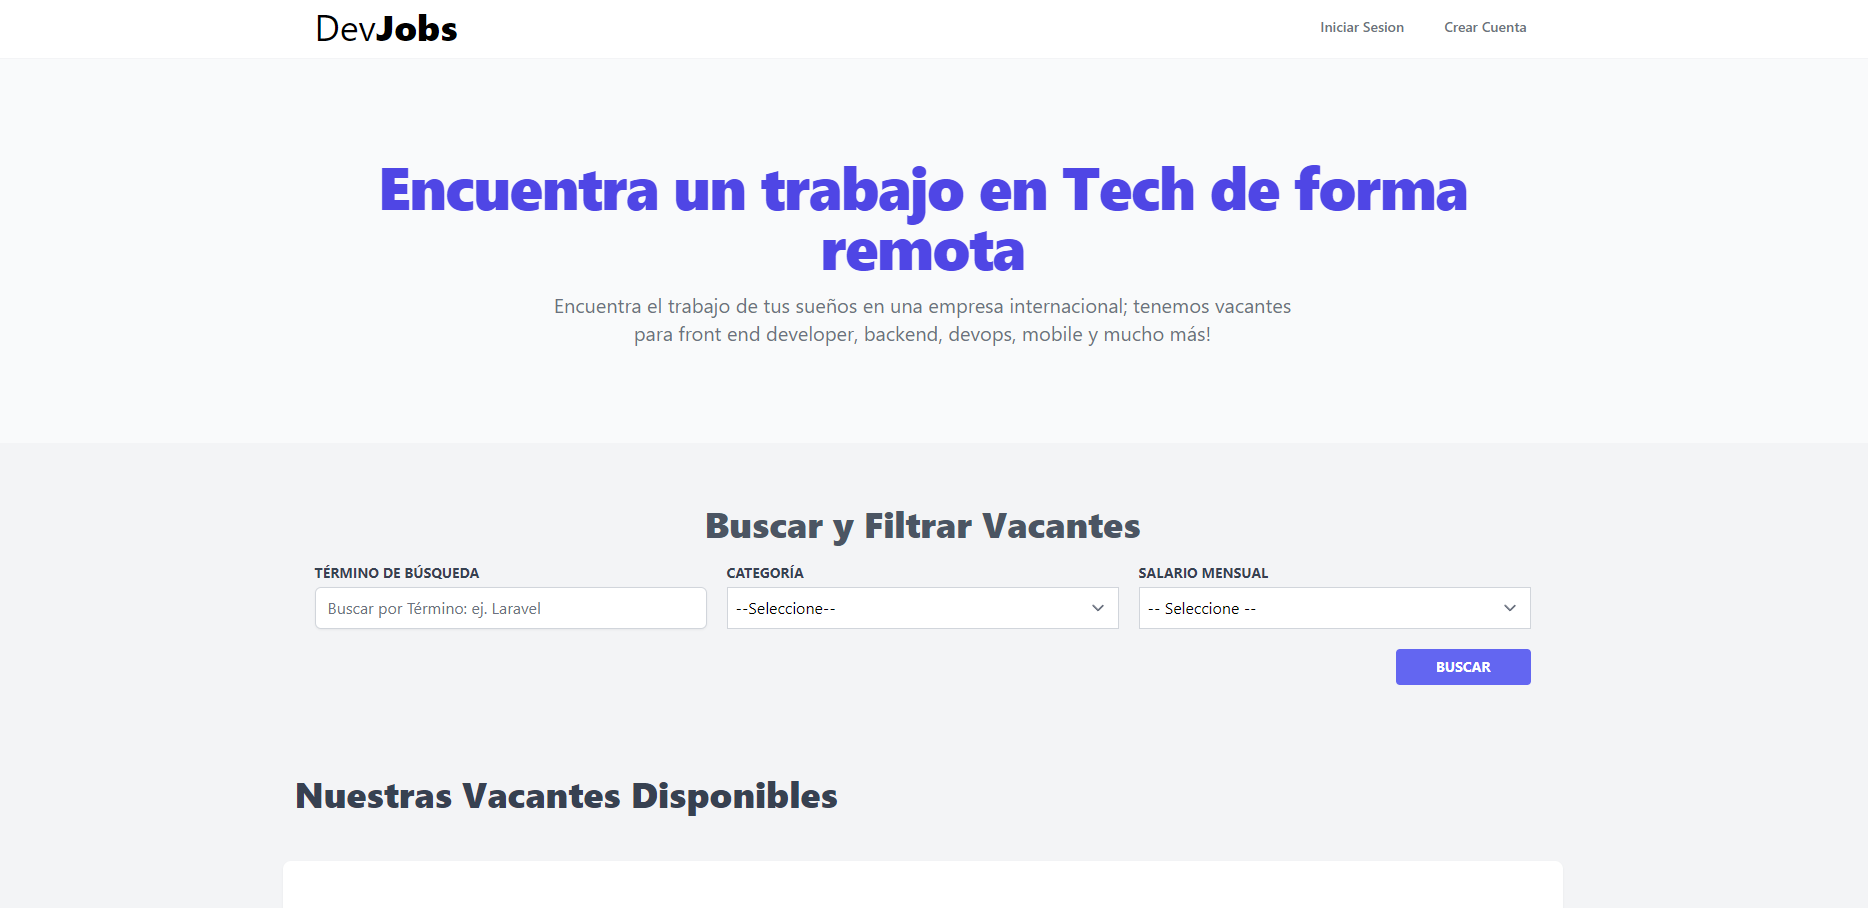 DevJobs
Iniciar Sesion
Crear Cuenta
Encuentra un trabajo en Tech de forma
remota
Encuentra el trabajo de tus sueños en una empresa internacional; tenemos vacantes
para front end developer, backend, devops, mobile y mucho más!
Buscar y Filtrar Vacantes
TÉRMINO DE BÚSQUEDA
Buscar por Término: ej. Laravel
CATEGORÍA
--Seleccione--
SALARIO MENSUAL
-- Seleccione --
BUSCAR
Nuestras Vacantes Disponibles